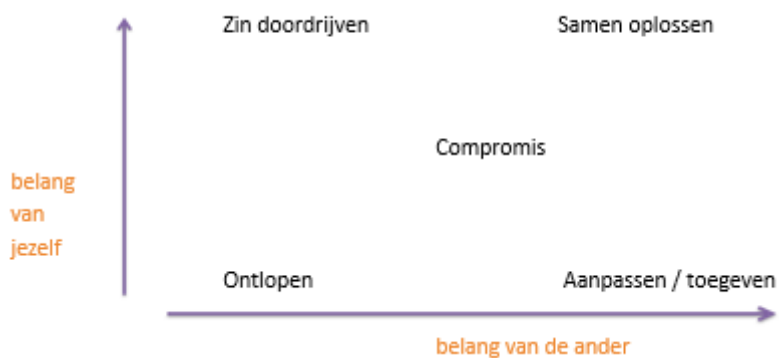 Zin doordrijven
Samen oplossen
Compromis
belang
van
jezelf
Ontlopen
Aanpassen / toegeven
belang van de ander